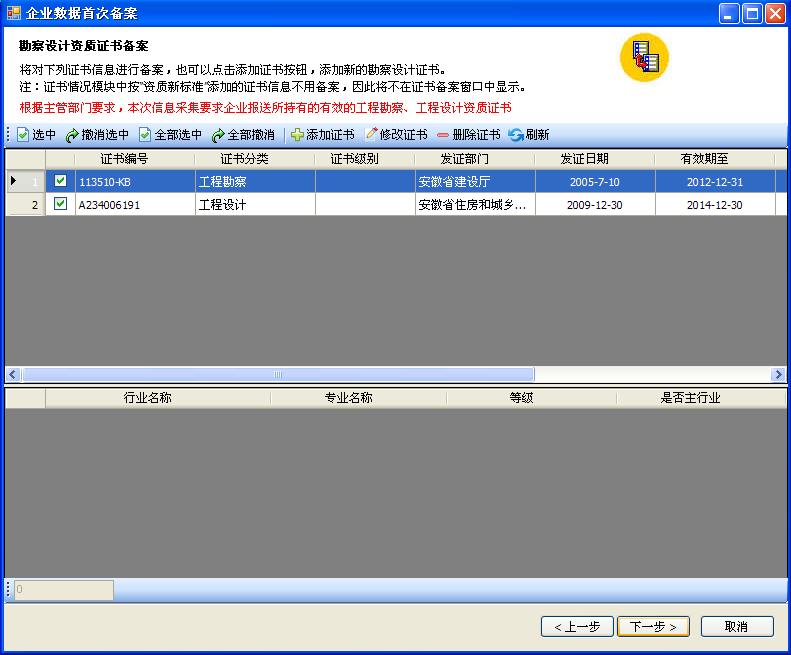 企业数据首次备案
勘察设计资质证书备案
将对下列证书信息进行备案，也可以点击添加证书按钮，添加新的勘察设计证书。
注：证书情况模块中按"资质新标准"添加的证书信息不用备案，因此将不在证书备案窗口中显示。
根据主管部门要求，本次信息采集要求企业报送所持有的有效的工程勘察、工程设计资质证书
选中 撤消选中 全部选中 全部撤消 添加证书 修改证书 删除证书 刷新
证书编号 证书分类 证书级别 发证部门 发证日期 有效期至
1 113510-KB 工程勘察 安徽省建设厅 2005-7-10 2012-12-31
2 A234006191 工程设计 安徽省住房和城乡... 2009-12-30 2014-12-30
行业名称 专业名称 等级 是否主行业
0
< 上一步 下一步 > 取消